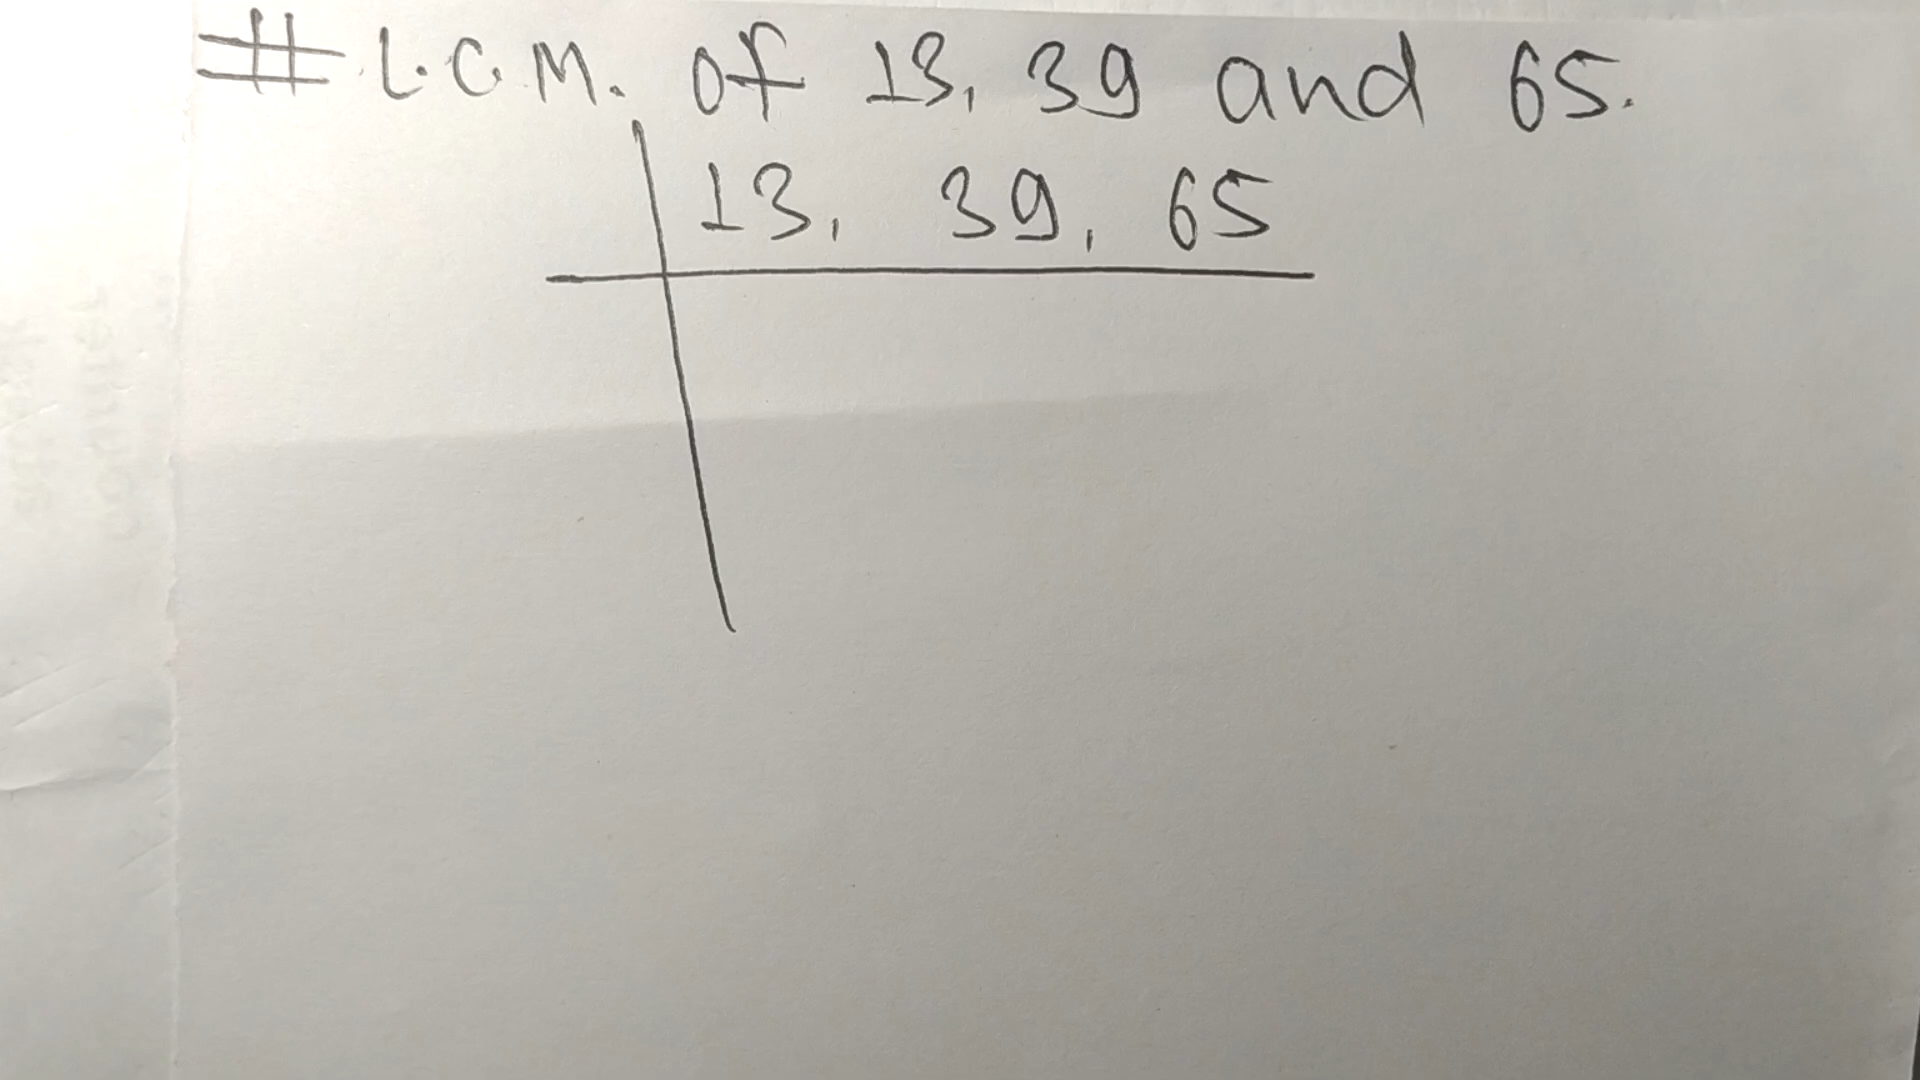 # L.C.M. of 13, 39 and 65.
13, 39, 65